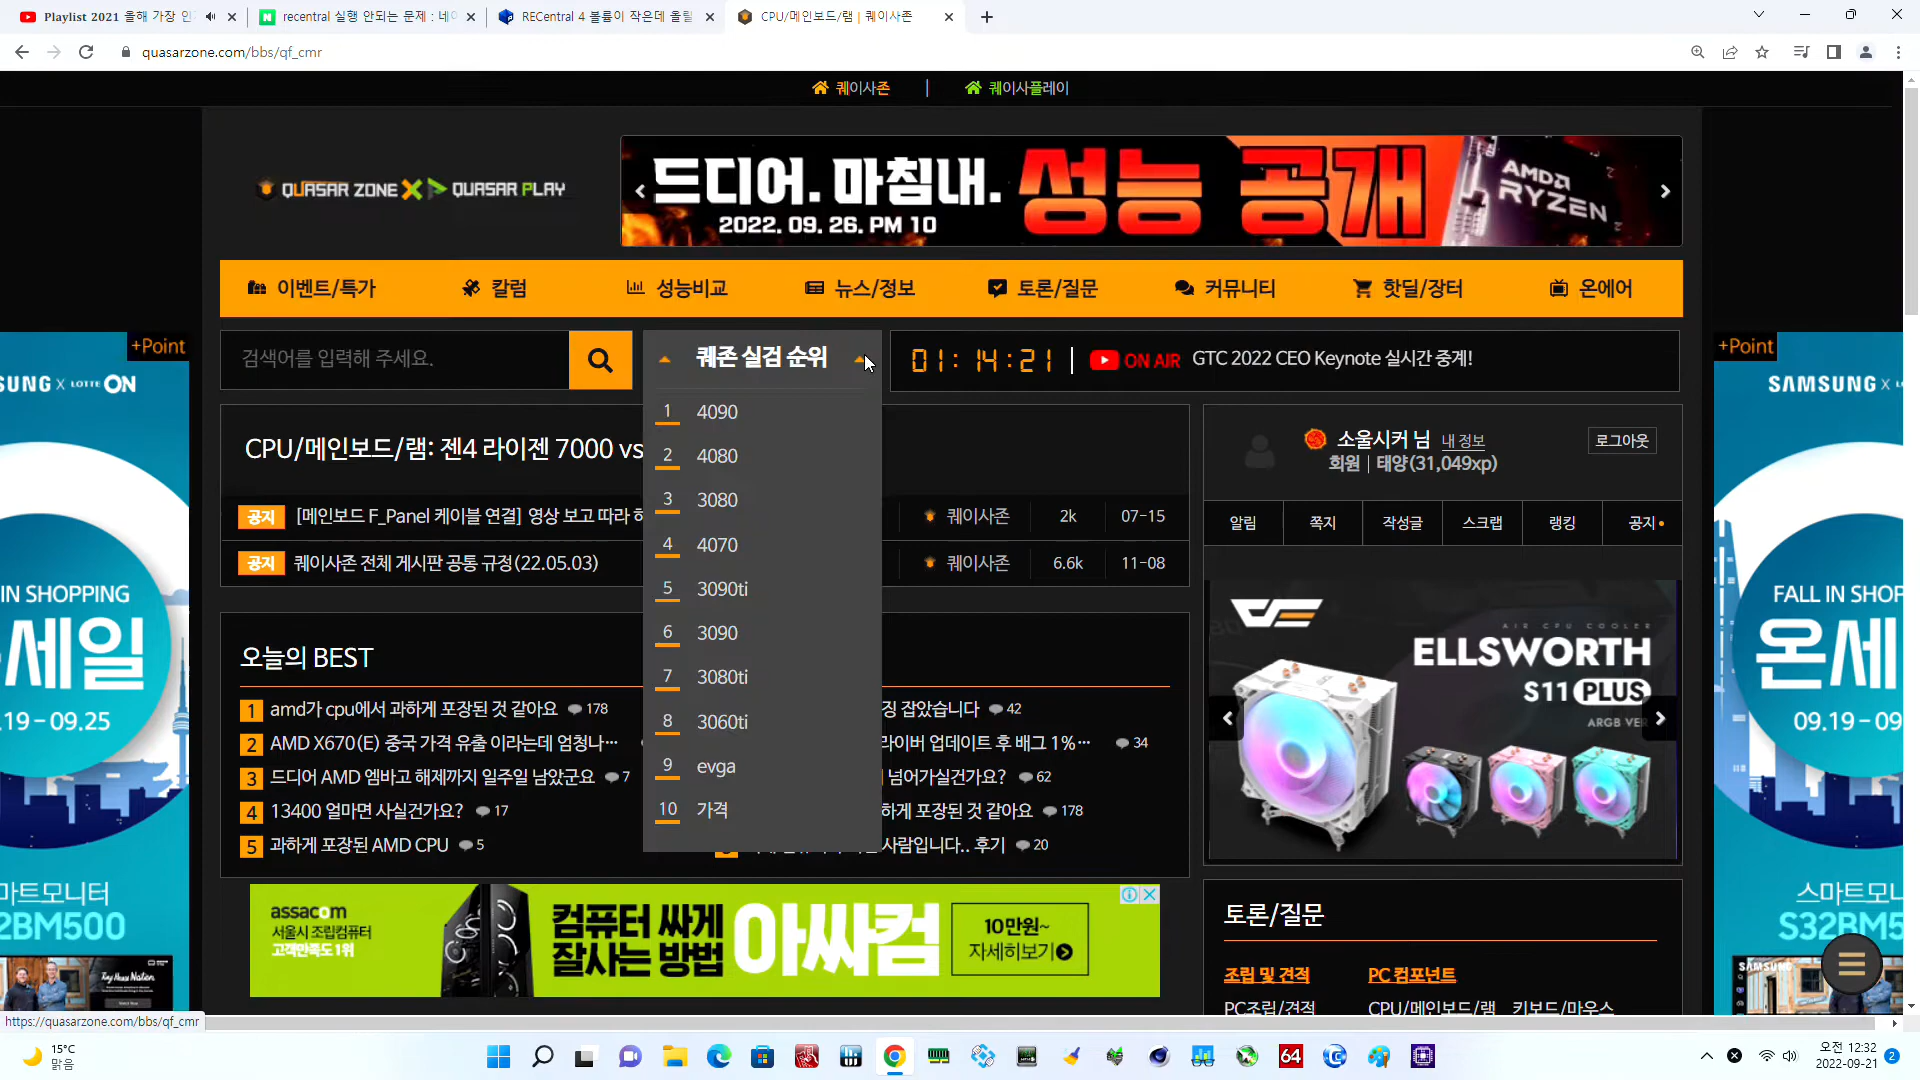 Playlist 2021 올해 가장 인
recentral 실행 안되는 문제 : 네이
RECentral 4 볼륨이 작은데 올릴
CPU/메인보드/램 | 퀘이사존
quasarzone.com/bbs/qf_cmr
퀘이사존 | 퀘이사플레이
QUASAR ZONE X QUASAR PLAY
드디어. 마침내. 성능 공개
2022. 09. 26. PM 10
AMD RYZEN
이벤트/특가 칼럼 성능비교 뉴스/정보 토론/질문 커뮤니티 핫딜/장터 온에어
검색어를 입력해 주세요.
퀘존 실검 순위
1 4090
2 4080
3 3080
4 4070
5 3090ti
6 3090
7 3080ti
8 3060ti
9 evga
10 가격
01:14:21 | ON AIR GTC 2022 CEO Keynote 실시간 중계!
CPU/메인보드/램: 젠4 라이젠 7000 vs
공지 [메인보드 F_Panel 케이블 연결] 영상 보고 따라 퀘이사존 2k 07-15
공지 퀘이사존 전체 게시판 공통 규정(22.05.03) 퀘이사존 6.6k 11-08
소울시커 님 내 정보 로그아웃
회원 | 태양(31,049xp)
알림 쪽지 작성글 스크랩 랭킹 공지
오늘의 BEST
1 amd가 cpu에서 과하게 포장된 것 같아요 178
2 AMD X670(E) 중국 가격 유출 이라는데 엄청나…
3 드디어 AMD 엠바고 해제까지 일주일 남았군요 7
4 13400 얼마면 사실건가요? 17
5 과하게 포장된 AMD CPU 5
징 잡았습니다 42
라이버 업데이트 후 배그 1%… 34
넘어가실건가요? 62
하게 포장된 것 같아요 178
사람입니다.. 후기 20
AIR CPU COOLER
ELLSWORTH
S11 PLUS
ARGB VER
assacom
서울시 조립컴퓨터
고객만족도 1위
컴퓨터 싸게
잘사는 방법
아싸컴
10만원~
자세히보기
토론/질문
조립 및 견적 PC 컴포넌트
PC조립/견적 CPU/메인보드/램 키보드/마우스
+Point
SUNG X LOTTE ON
IN SHOPPING
세일
.19 – 09.25
마트모니터
2BM500
Tiny House Nation
+Point
SAMSUNG X
FALL IN SHOP
온세
09.19 – 09
스마트모니
S32BM5
SAMSUNG
https://quasarzone.com/bbs/qf_cmr
15°C
맑음
64
오전 12:32
2022-09-21
2